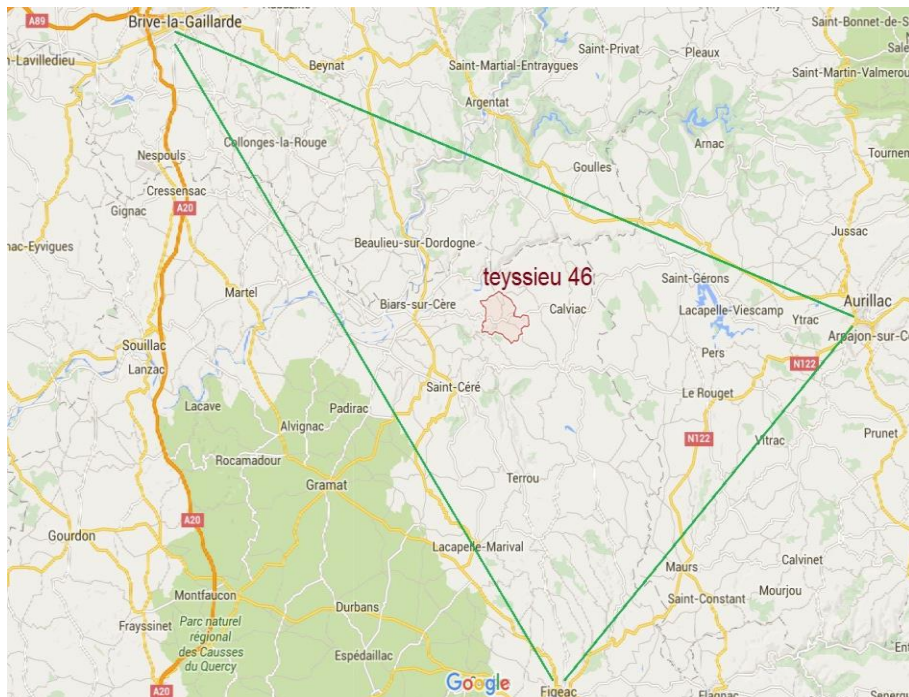 A89
Brive-la-Gaillarde
Saint-Bonnet-de-S
Saint-Privat
Pleaux
n-Lavilledieu
Beynat
Saint-Martial-Entraygues
Saint-Martin-Valmerou
Argentat
Arnac
Collonges-la-Rouge
Nespouls
Goulles
Tournem
Cressensac
Gignac
A20
Jussac
nac-Eyvigues
Beaulieu-sur-Dordogne
teyssieu 46
Saint-Gérons
Martel
Biars-sur-Cère
Calviac
Lacapelle-Viescamp
Aurillac
Ytrac
Souillac
Arpajon-sur-C
Lanzac
Pers
N122
Saint-Céré
Le Rouget
Lacave
Padirac
Alvignac
N122
Vitrac
Prunet
Rocamadour
Terrou
Gramat
A20
Gourdon
Lacapelle-Marival
Calvinet
Maurs
Mourjou
Montfaucon
Durbans
Saint-Constant
Frayssinet
Parc naturel
régional
des Causses
du Quercy
Espédaillac
Ent
A20
Google
Figeac
Flagnac